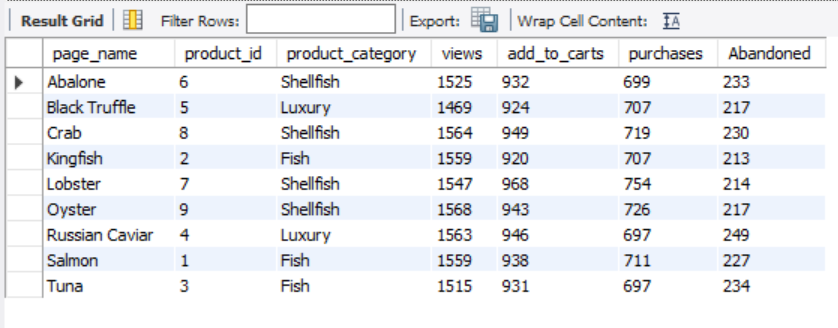 Result Grid Filter Rows: Export: Wrap Cell Content: IA
page_name product_id product_category views add_to_carts purchases Abandoned
Abalone 6 Shellfish 1525 932 699 233
Black Truffle 5 Luxury 1469 924 707 217
Crab 8 Shellfish 1564 949 719 230
Kingfish 2 Fish 1559 920 707 213
Lobster 7 Shellfish 1547 968 754 214
Oyster 9 Shellfish 1568 943 726 217
Russian Caviar 4 Luxury 1563 946 697 249
Salmon 1 Fish 1559 938 711 227
Tuna 3 Fish 1515 931 697 234